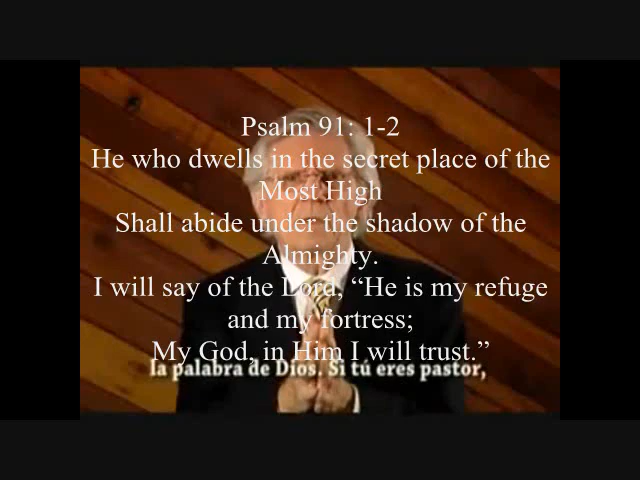 Psalm 91: 1-2
He who dwells in the secret place of the
Most High
Shall abide under the shadow of the
Almighty.
I will say of the Lord, “He is my refuge
and my fortress;
My God, in Him I will trust.”
la palabra de Dios. Si tú eres pastor,